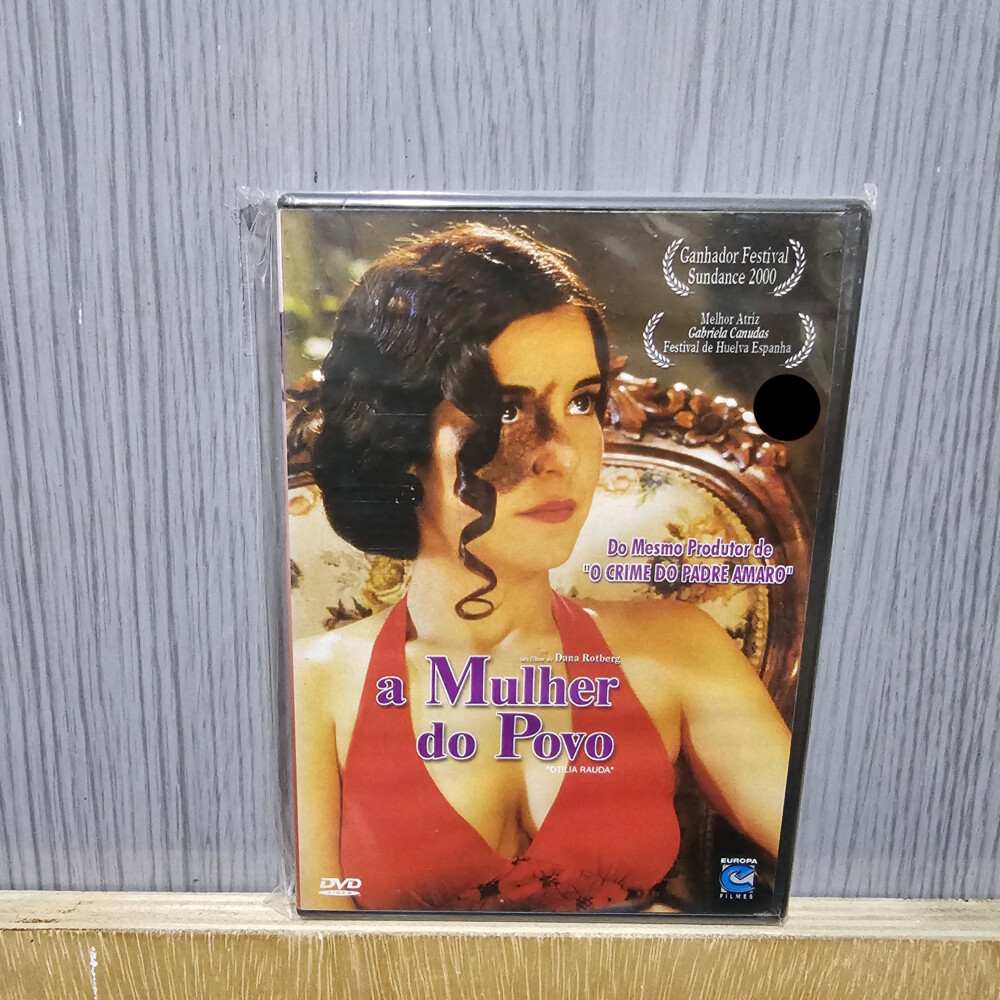 Ganhador Festival
Sundance 2000
Melhor Atriz
Gabriela Canudas
Festival de Huelva Espanha
Do Mesmo Produtor de
"O CRIME DO PADRE AMARO"
um filme de Dana Rotberg
a Mulher
do Povo
"OTILIA RAUDA"
DVD
VIDEO
EUROPA
FILMES